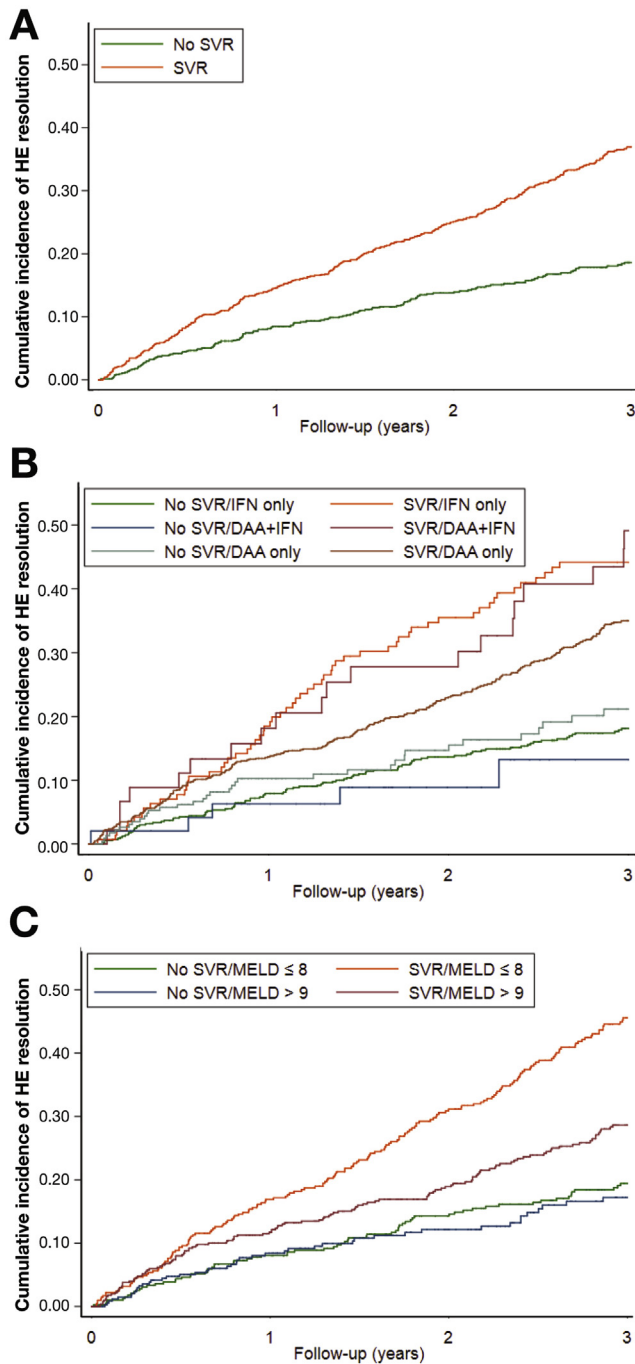 A
No SVR
SVR
Cumulative incidence of HE resolution
0.50
0.40
0.30
0.20
0.10
0.00
0 1 2 3
Follow-up (years)
B
No SVR/IFN only SVR/IFN only
No SVR/DAA+IFN SVR/DAA+IFN
No SVR/DAA only SVR/DAA only
Cumulative incidence of HE resolution
0.50
0.40
0.30
0.20
0.10
0.00
0 1 2 3
Follow-up (years)
C
No SVR/MELD ≤ 8 SVR/MELD ≤ 8
No SVR/MELD > 9 SVR/MELD > 9
Cumulative incidence of HE resolution
0.50
0.40
0.30
0.20
0.10
0.00
0 1 2 3
Follow-up (years)